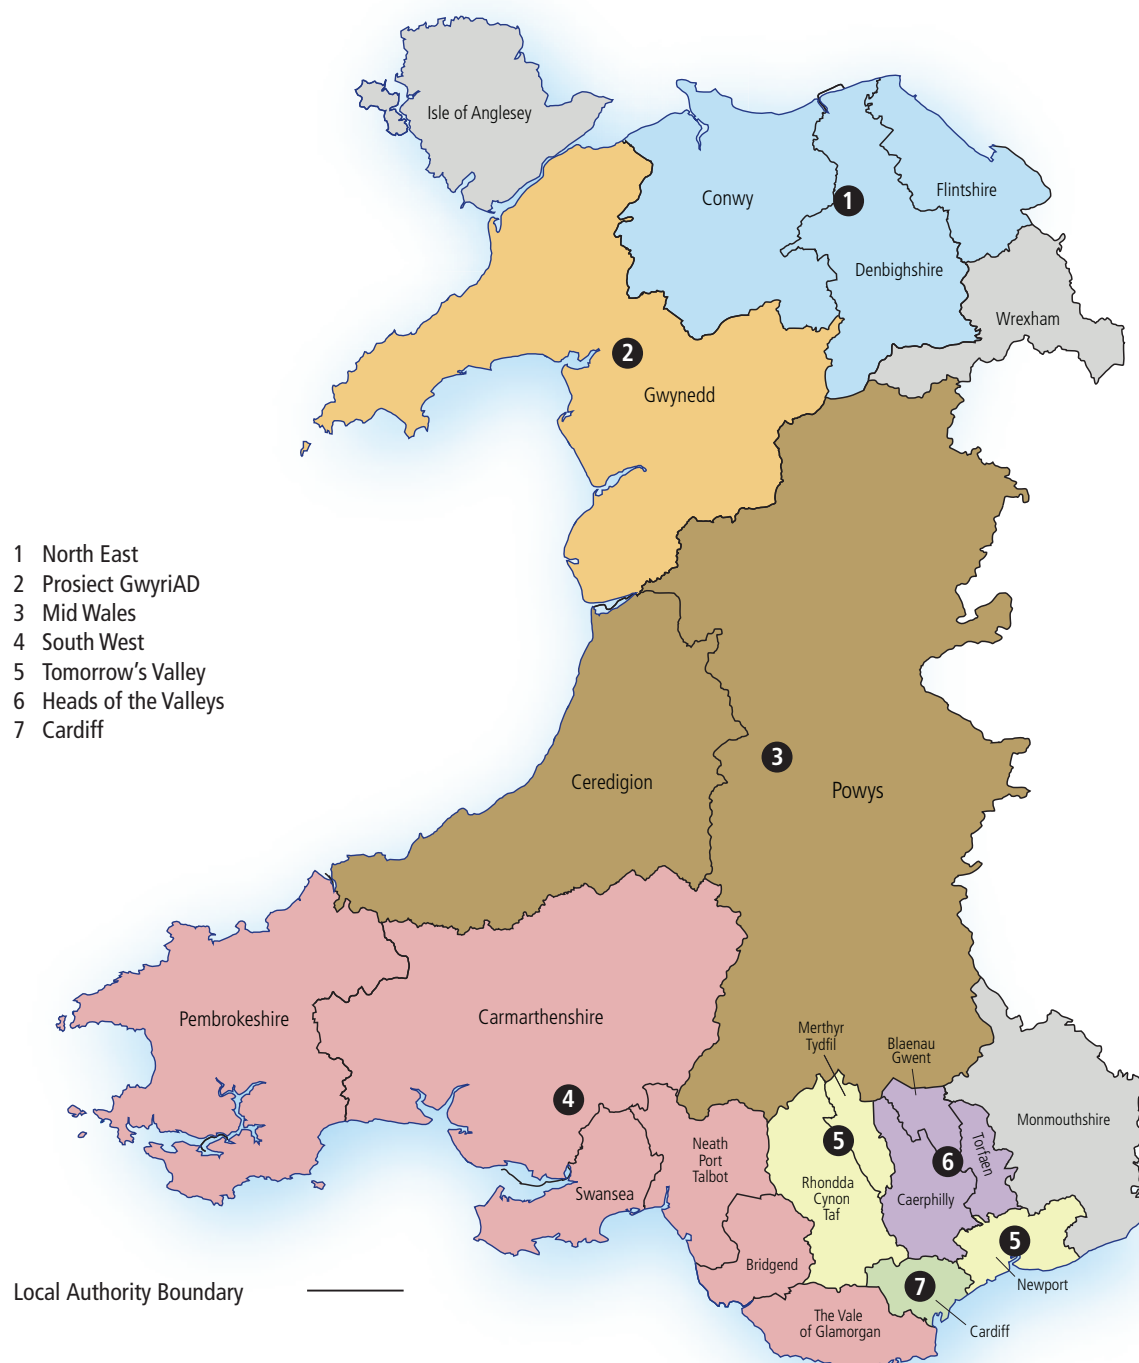 Isle of Anglesey
Conwy
1
Flintshire
Denbighshire
Wrexham
2
Gwynedd
1 North East
2 Prosiect GwyriAD
3 Mid Wales
4 South West
5 Tomorrow's Valley
6 Heads of the Valleys
7 Cardiff
3
Ceredigion
Powys
Pembrokeshire
Carmarthenshire
Merthyr
Tydfil
Blaenau
Gwent
4
Monmouthshire
Neath
Port
Talbot
5
6
Torfaen
Swansea
Rhondda
Cynon
Taf
Caerphilly
5
Bridgend
Newport
7
Local Authority Boundary
The Vale
of Glamorgan
Cardiff